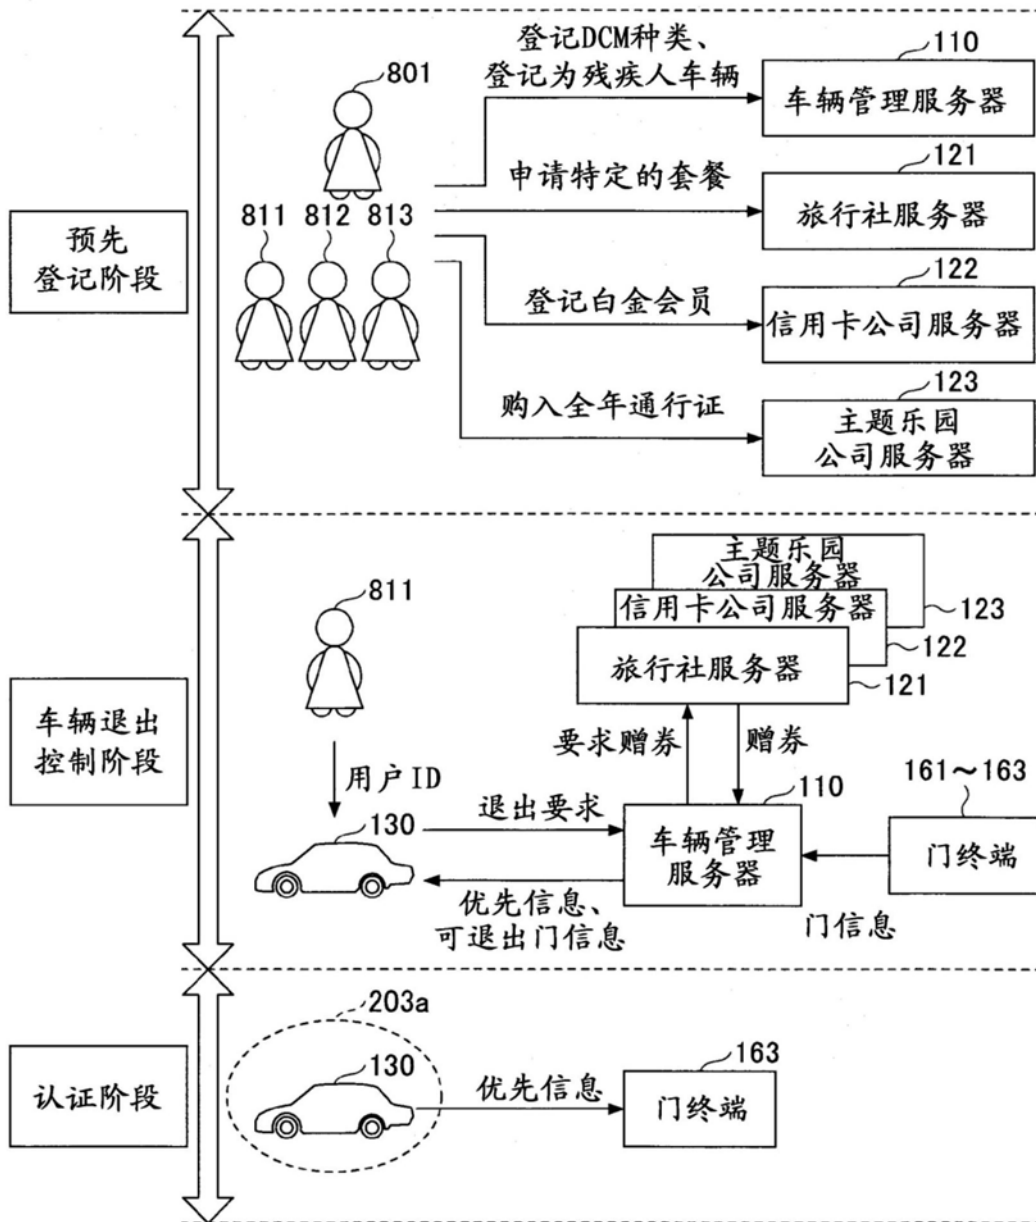 登记DCM种类、
登记为残疾人车辆
110
车辆管理服务器
801
申请特定的套餐
121
旅行社服务器
811 812 813
预先
登记阶段
登记白金会员
122
信用卡公司服务器
购入全年通行证
123
主题乐园
公司服务器
811
主题乐园
公司服务器
123
信用卡公司服务器
122
旅行社服务器
121
车辆退出
控制阶段
要求赠券
赠券
用户ID
130
退出要求
110
车辆管理
服务器
161～163
门终端
优先信息、
可退出门信息
门信息
203a
130
认证阶段
优先信息
163
门终端